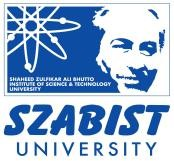 SHAHEED ZULFIKAR ALI BHUTTO
INSTITUTE OF SCIENCE & TECHNOLOGY
UNIVERSITY
SZABIST
UNIVERSITY